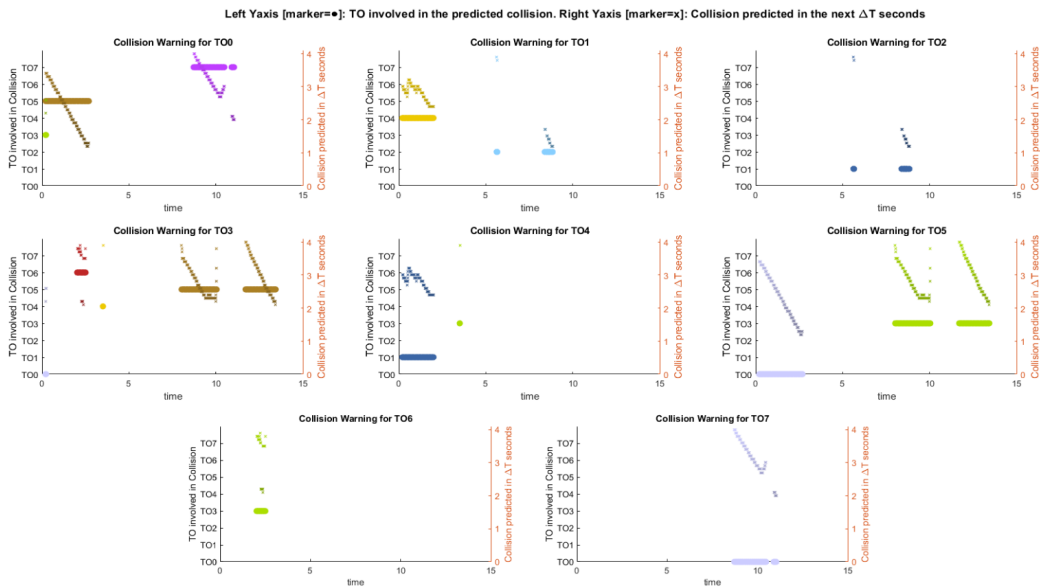 Left Yaxis [marker=●]: TO involved in the predicted collision. Right Yaxis [marker=x]: Collision predicted in the next ΔT seconds
Collision Warning for TO0
TO7
TO6
TO5
TO4
TO3
TO2
TO1
TO0
TO involved in Collision
0 5 10 15
time
4
3
2
1
0
Collision predicted in ΔT seconds
Collision Warning for TO1
TO7
TO6
TO5
TO4
TO3
TO2
TO1
TO0
TO involved in Collision
0 5 10 15
time
4
3
2
1
0
Collision predicted in ΔT seconds
Collision Warning for TO2
TO7
TO6
TO5
TO4
TO3
TO2
TO1
TO0
TO involved in Collision
0 5 10 15
time
4
3
2
1
0
Collision predicted in ΔT seconds
Collision Warning for TO3
TO7
TO6
TO5
TO4
TO3
TO2
TO1
TO0
TO involved in Collision
0 5 10 15
time
4
3
2
1
0
Collision predicted in ΔT seconds
Collision Warning for TO4
TO7
TO6
TO5
TO4
TO3
TO2
TO1
TO0
TO involved in Collision
0 5 10 15
time
4
3
2
1
0
Collision predicted in ΔT seconds
Collision Warning for TO5
TO7
TO6
TO5
TO4
TO3
TO2
TO1
TO0
TO involved in Collision
0 5 10 15
time
4
3
2
1
0
Collision predicted in ΔT seconds
Collision Warning for TO6
TO7
TO6
TO5
TO4
TO3
TO2
TO1
TO0
TO involved in Collision
0 5 10 15
time
4
3
2
1
0
Collision predicted in ΔT seconds
Collision Warning for TO7
TO7
TO6
TO5
TO4
TO3
TO2
TO1
TO0
TO involved in Collision
0 5 10 15
time
4
3
2
1
0
Collision predicted in ΔT seconds